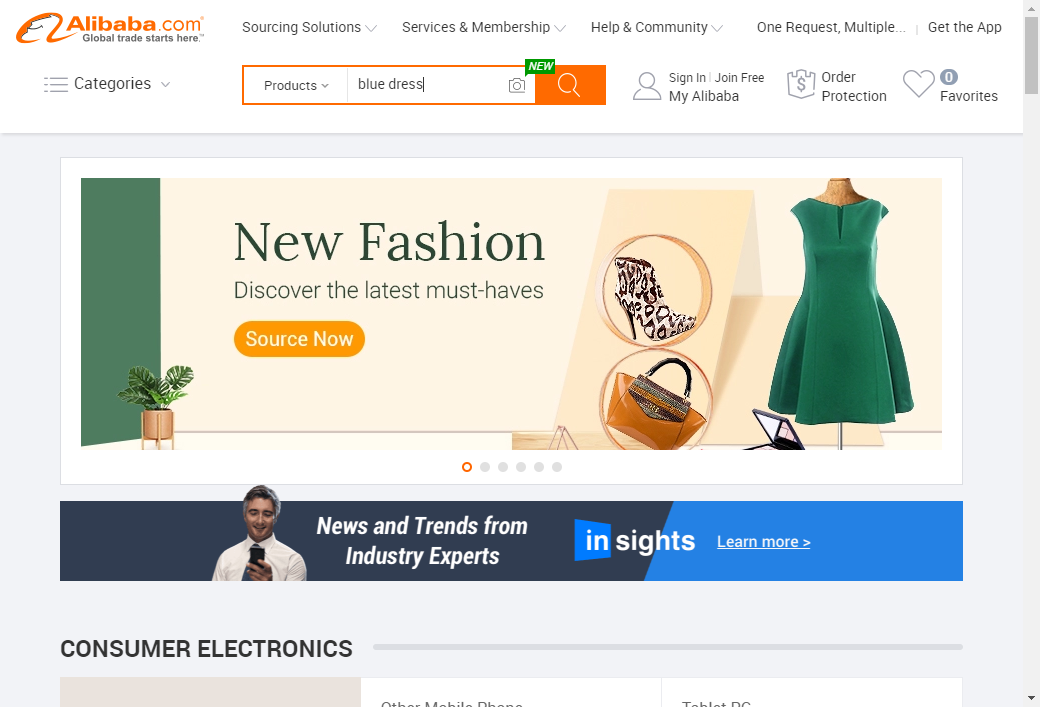 Alibaba.com
Global trade starts here.™
Sourcing Solutions
Services & Membership
Help & Community
One Request, Multiple...
Get the App
Categories
Products
blue dress
NEW
Sign In | Join Free
My Alibaba
Order
Protection
0
Favorites
New Fashion
Discover the latest must-haves
Source Now
News and Trends from
Industry Experts
in sights
Learn more >
CONSUMER ELECTRONICS
Other Mobile Phone
Tablet PC